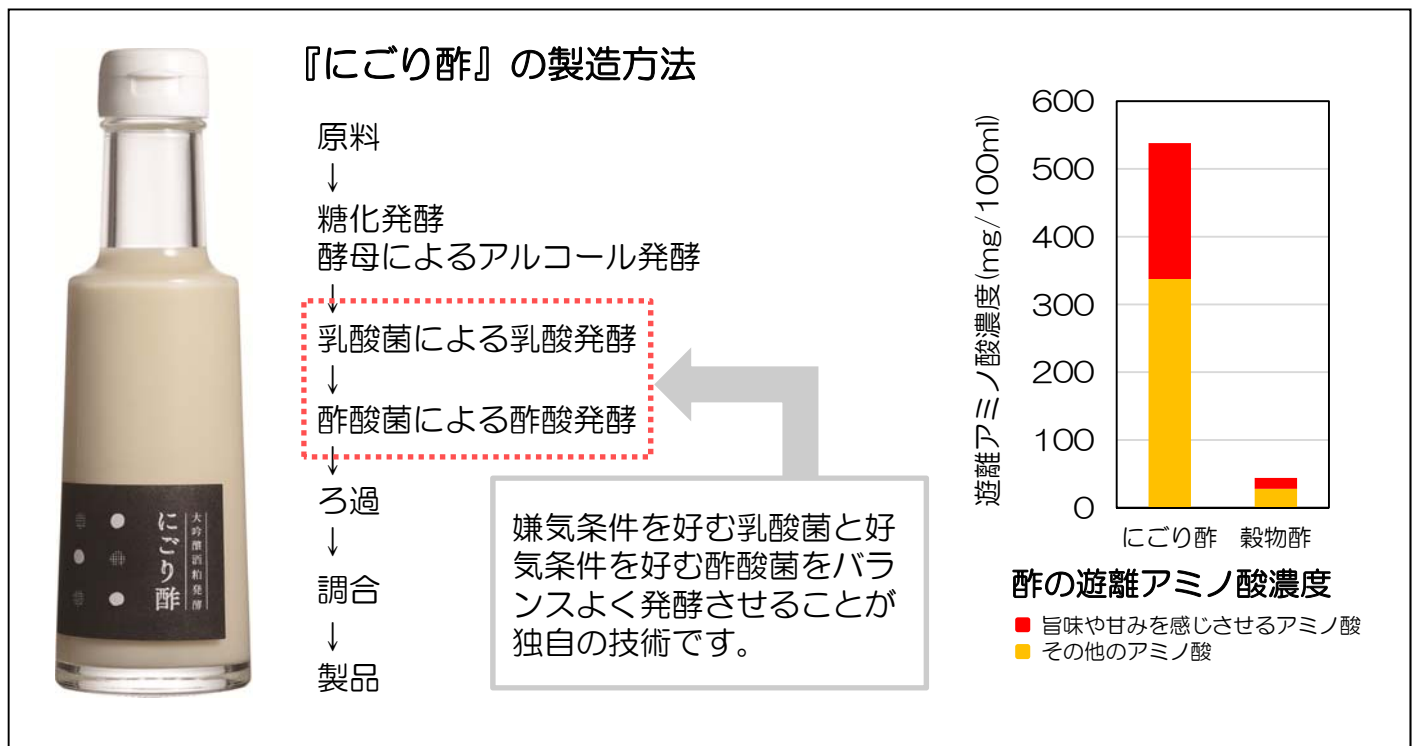 『にごり酢』の製造方法
原料
↓
糖化発酵
酵母によるアルコール発酵
↓
乳酸菌による乳酸発酵
↓
酢酸菌による酢酸発酵
↓
ろ過
↓
調合
↓
製品
嫌気条件を好む乳酸菌と好
気条件を好む酢酸菌をバラ
ンスよく発酵させることが
独自の技術です。
大吟醸酒粕発酵
にごり酢
遊離アミノ酸濃度(mg/100ml)
600
500
400
300
200
100
0
にごり酢 穀物酢
酢の遊離アミノ酸濃度
旨味や甘みを感じさせるアミノ酸
その他のアミノ酸